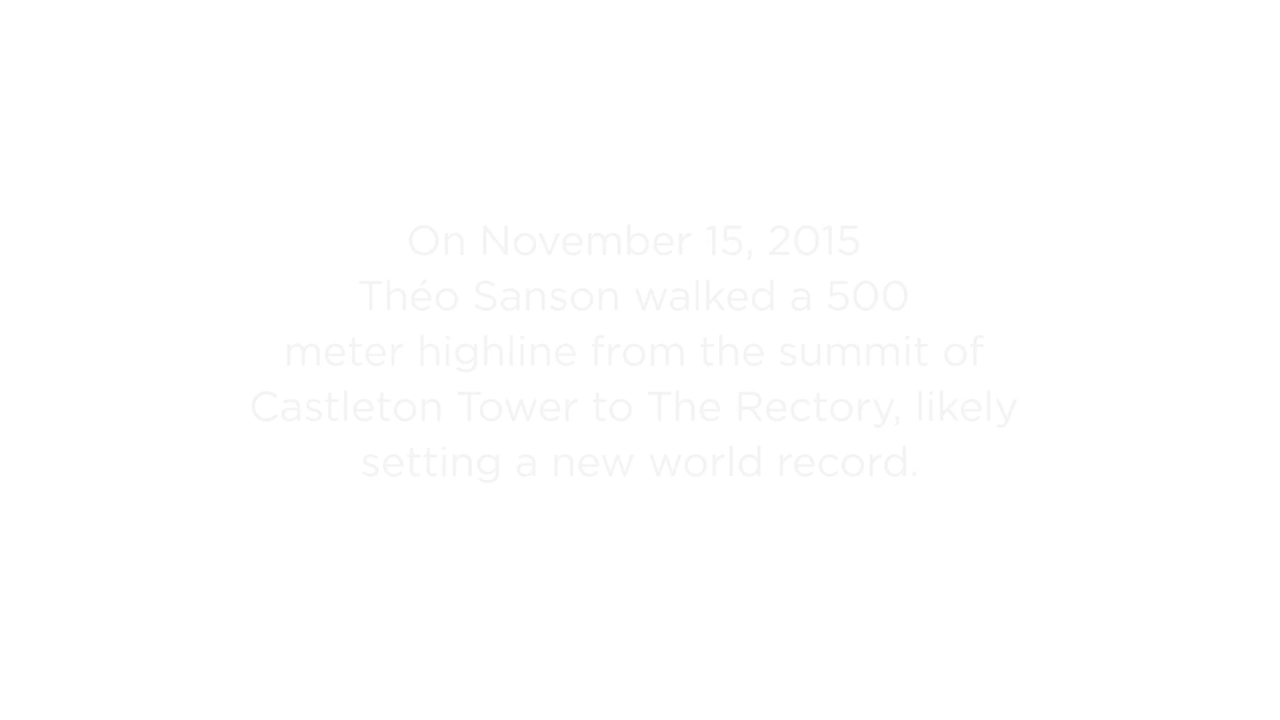 On November 15, 2015
Théo Sanson walked a 500
meter highline from the summit of
Castleton Tower to The Rectory, likely
setting a new world record.